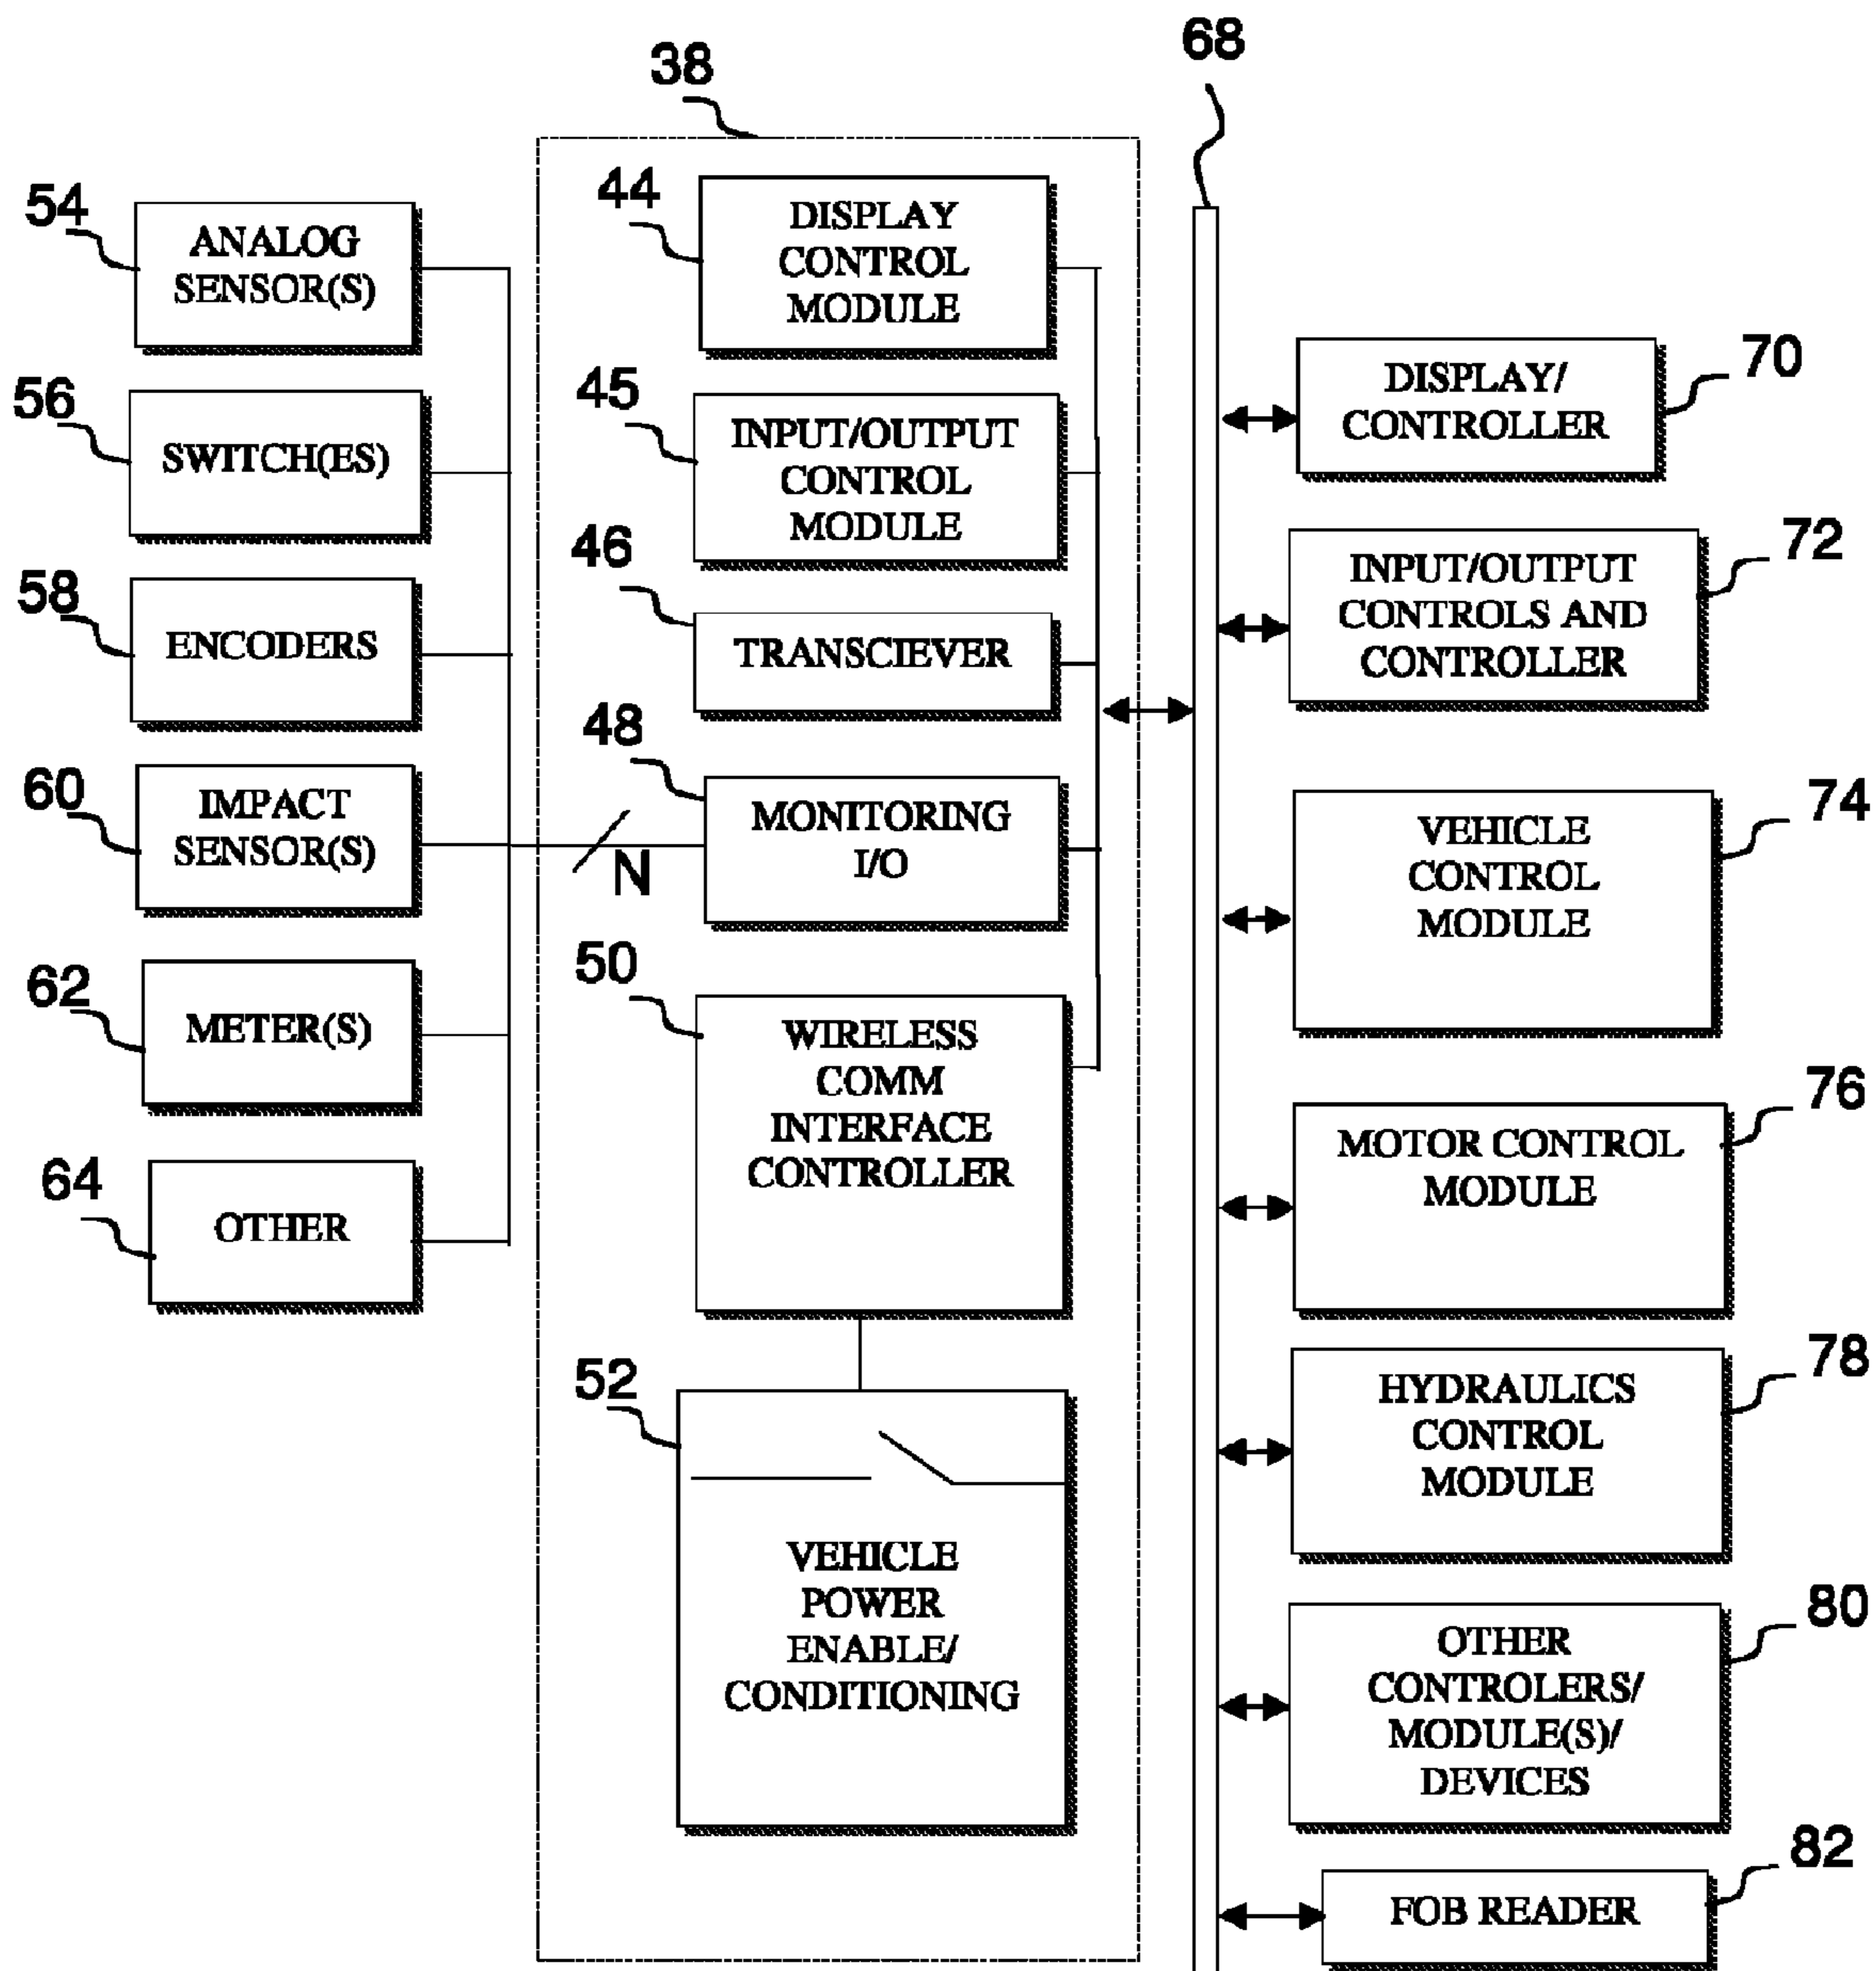 68
38
54
ANALOG
SENSOR(S)
56
SWITCH(ES)
58
ENCODERS
60
IMPACT
SENSOR(S)
62
METER(S)
64
OTHER
44
DISPLAY
CONTROL
MODULE
45
INPUT/OUTPUT
CONTROL
MODULE
46
TRANSCIEVER
48
MONITORING
I/O
N
50
WIRELESS
COMM
INTERFACE
CONTROLLER
52
VEHICLE
POWER
ENABLE/
CONDITIONING
70
DISPLAY/
CONTROLLER
72
INPUT/OUTPUT
CONTROLS AND
CONTROLLER
74
VEHICLE
CONTROL
MODULE
76
MOTOR CONTROL
MODULE
78
HYDRAULICS
CONTROL
MODULE
80
OTHER
CONTROLERS/
MODULE(S)/
DEVICES
82
FOB READER